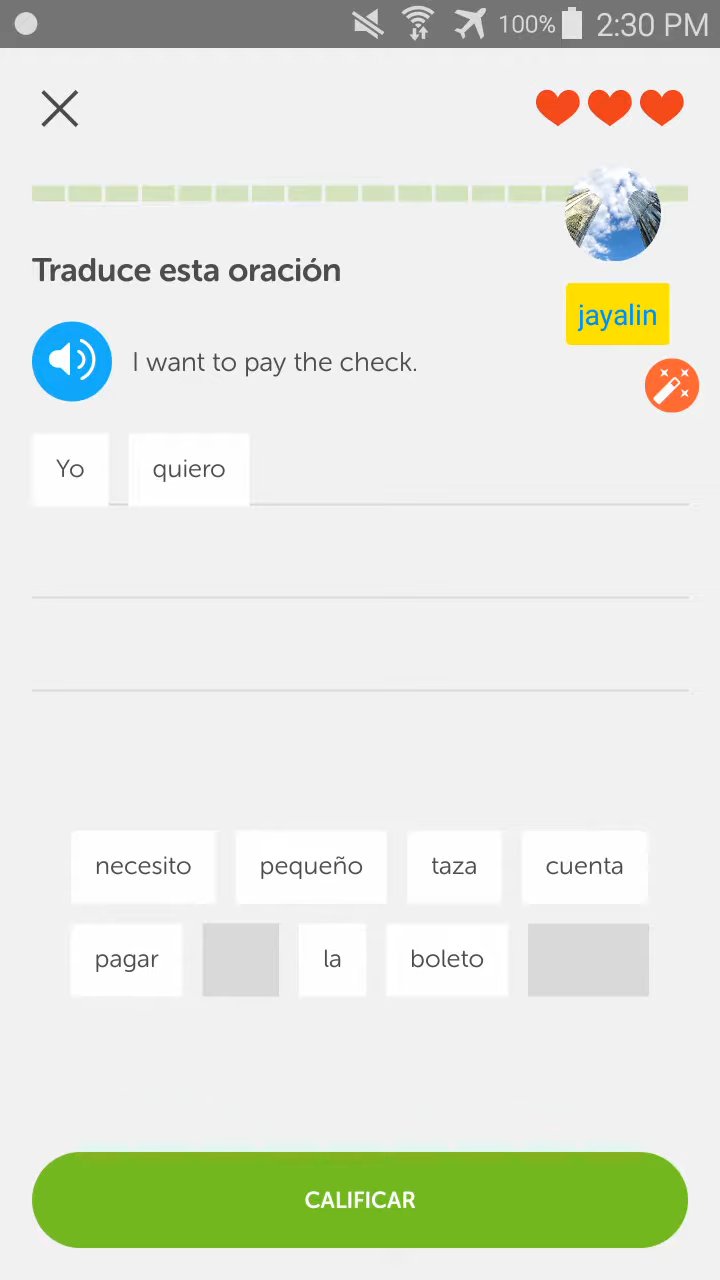 100% 2:30 PM
Traduce esta oración
jayalin
I want to pay the check.
Yo quiero
necesito pequeño taza cuenta
pagar la boleto
CALIFICAR